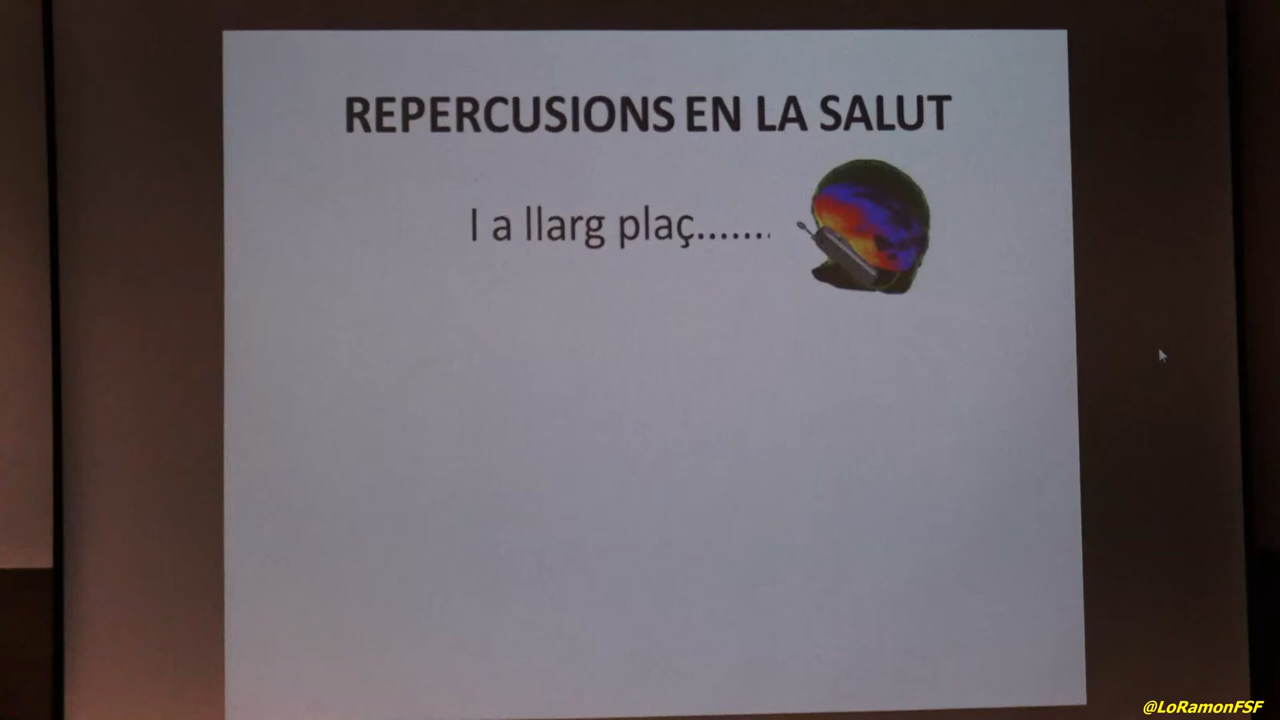 REPERCUSIONS EN LA SALUT
I a llarg plaç.......
@LoRamonFSF